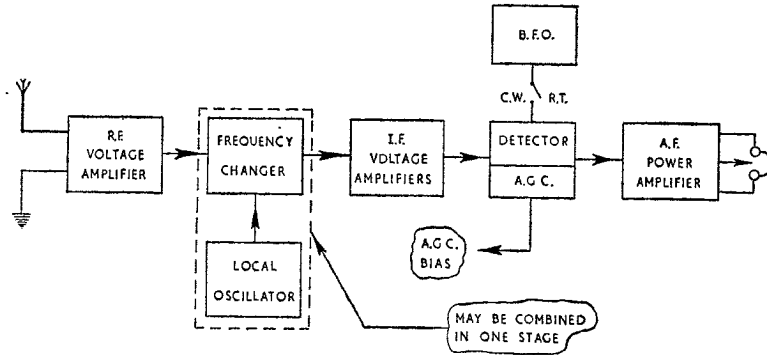 B.F.O.
C.W. R.T.
R.F.
VOLTAGE
AMPLIFIER
FREQUENCY
CHANGER
I.F.
VOLTAGE
AMPLIFIERS
DETECTOR
A.G.C.
A.F.
POWER
AMPLIFIER
LOCAL
OSCILLATOR
A.G.C.
BIAS
MAY BE COMBINED
IN ONE STAGE